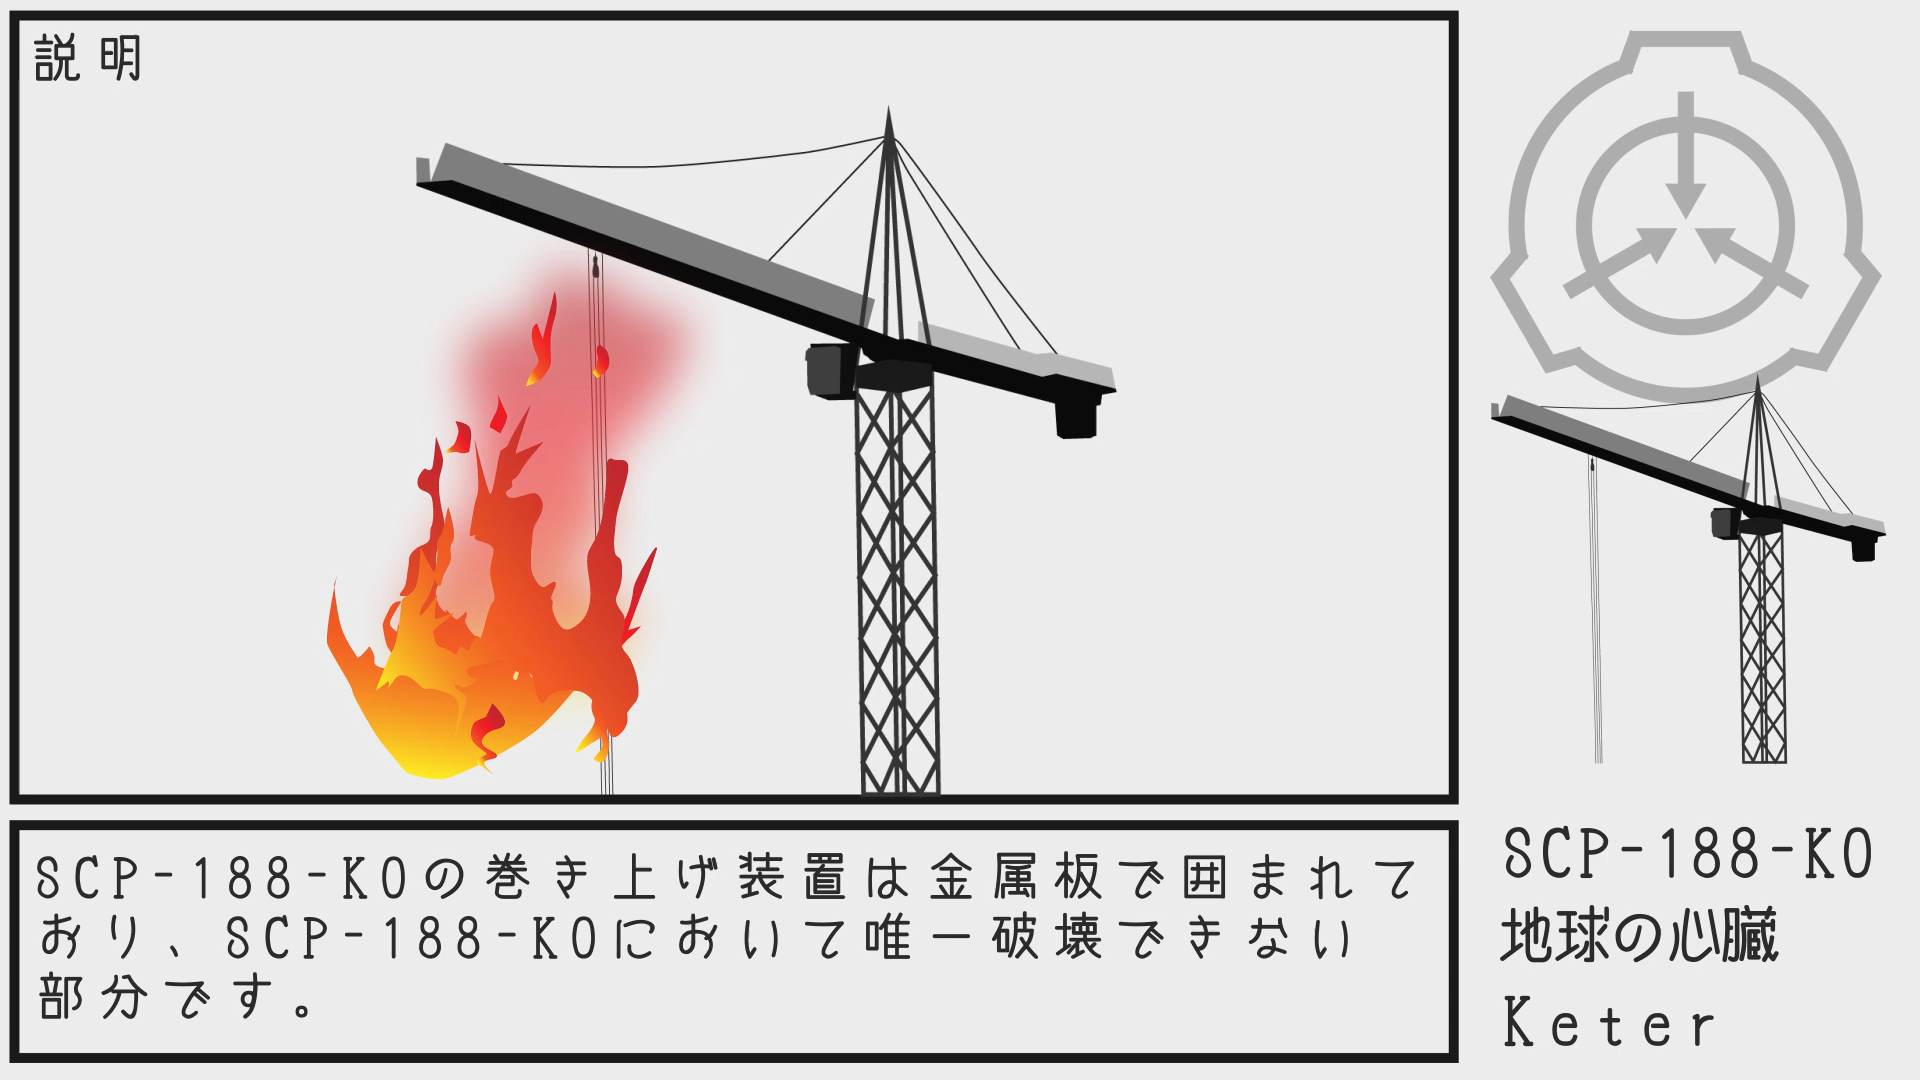 説明
SCP-188-KOの巻き上げ装置は金属板で囲まれて
おり、SCP-188-KOにおいて唯一破壊できない
部分です。
SCP-188-KO
地球の心臓
Keter